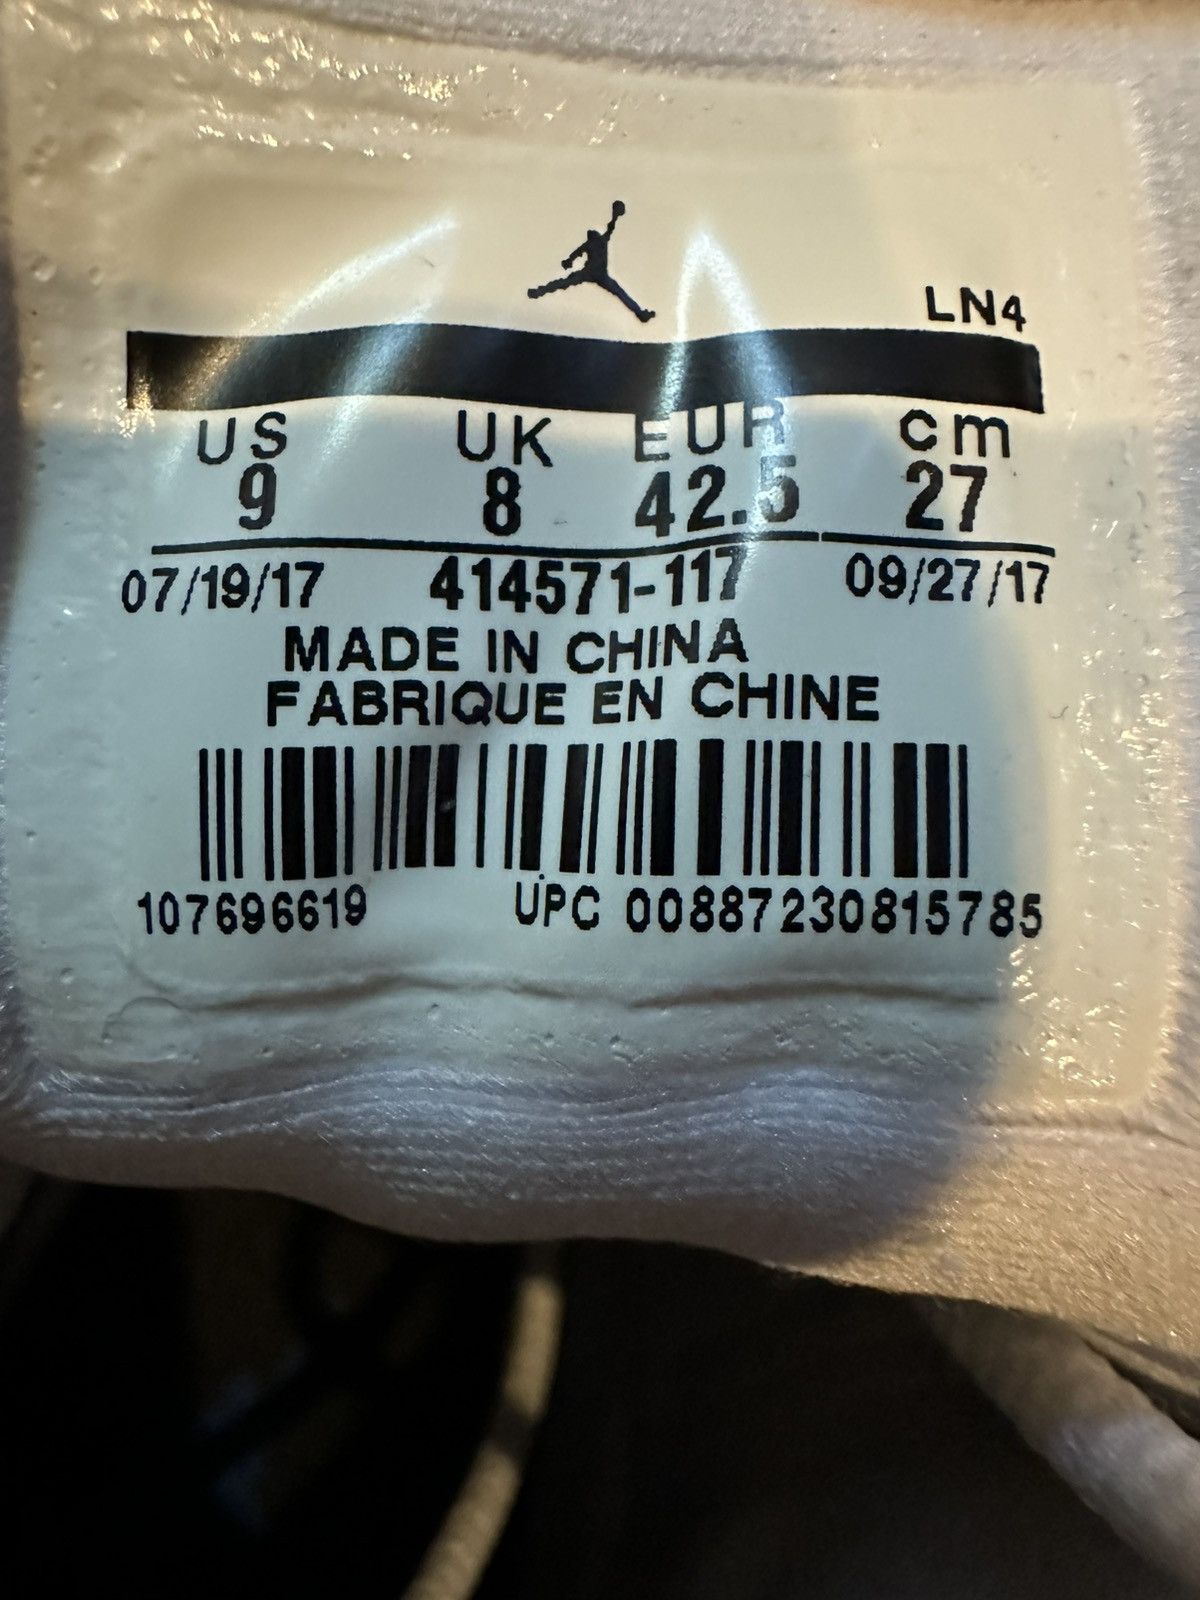 LN4
US UK EUR cm
9 8 42.5 27
07/19/17 414571-117 09/27/17
MADE IN CHINA
FABRIQUE EN CHINE
107696619 UPC 00887230815785